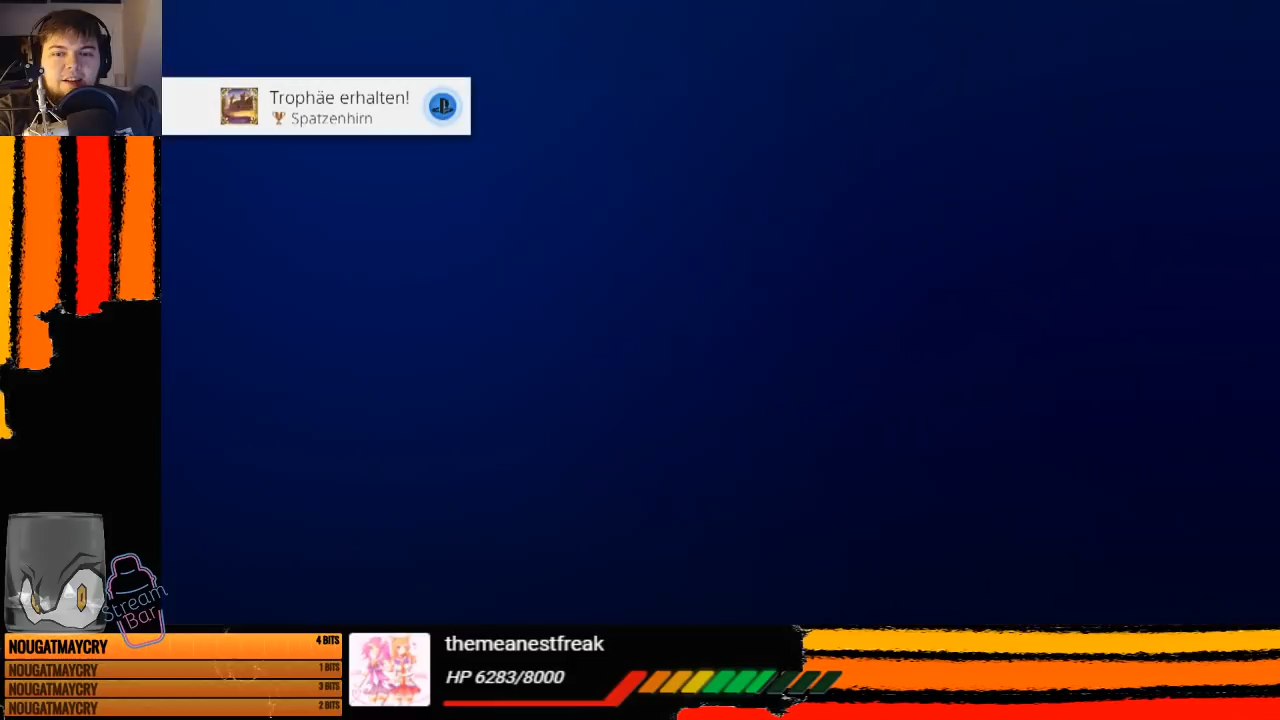 Trophäe erhalten!
Spatzenhirn
Stream
Bar
NOUGATMAYCRY 4 BITS
NOUGATMAYCRY 1 BITS
NOUGATMAYCRY 3 BITS
NOUGATMAYCRY 2 BITS
themeanestfreak
HP 6283/8000